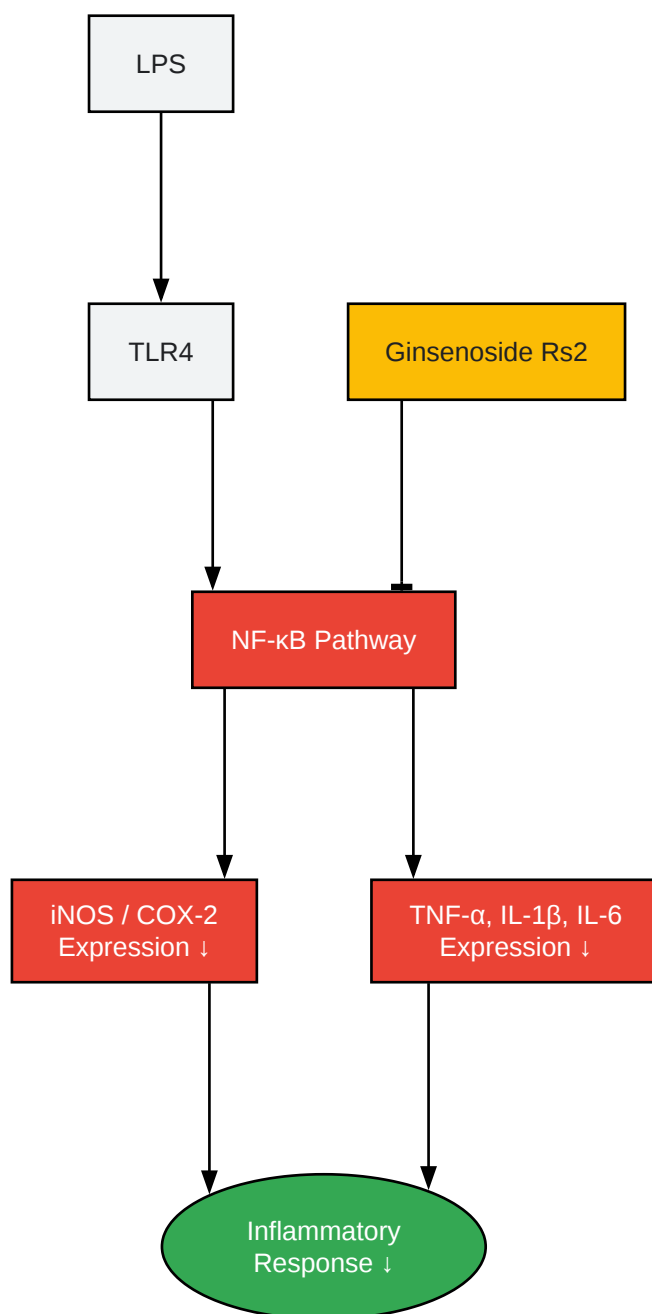 LPS
TLR4
Ginsenoside Rs2
NF-κB Pathway
iNOS / COX-2
Expression ↓
TNF-α, IL-1β, IL-6
Expression ↓
Inflammatory
Response ↓